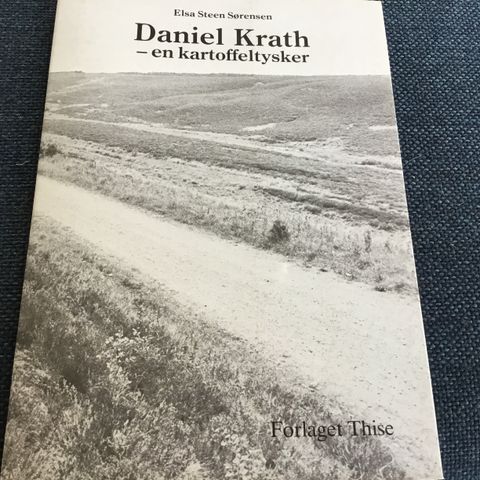 Elsa Steen Sørensen
Daniel Krath
– en kartoffeltysker
Forlaget Thise